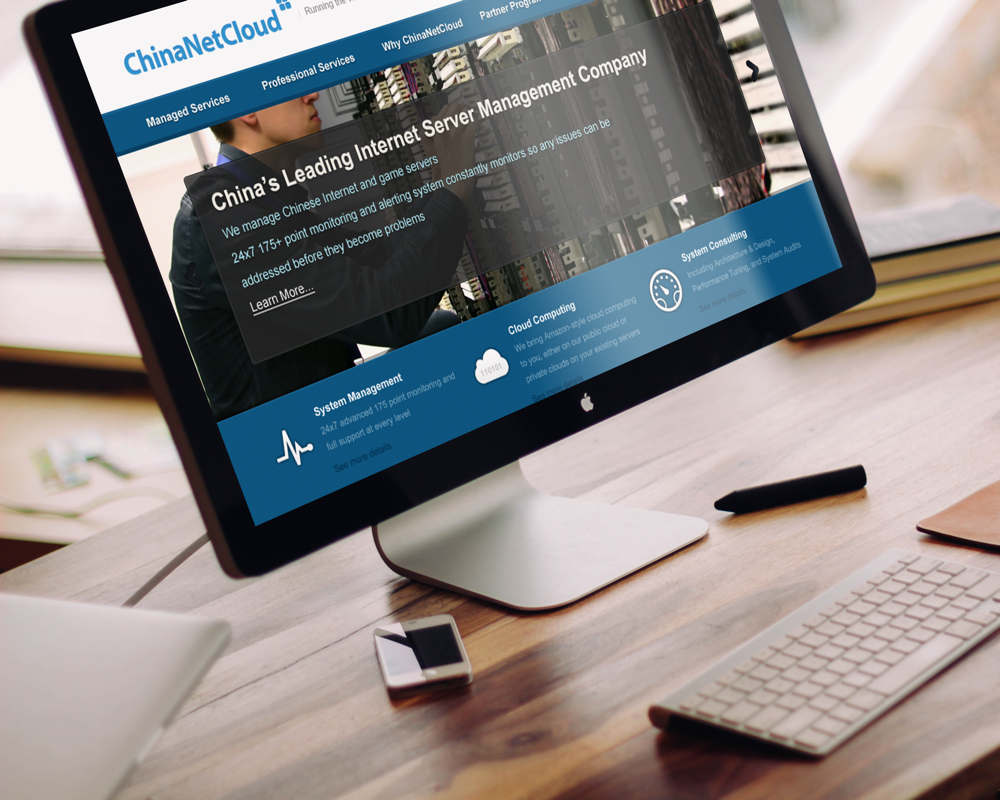 ChinaNetCloud
Running the
Managed Services
Professional Services
Why ChinaNetCloud
Partner Program
China's Leading Internet Server Management Company
We manage Chinese Internet and game servers
24x7 175+ point monitoring and alerting system constantly monitors so any issues can be
addressed before they become problems
Learn More...
System Management
24x7 advanced 175 point monitoring and
full support at every level
See more details
Cloud Computing
We bring Amazon-style cloud computing
to you, either on our public cloud or
private clouds on your existing servers
See more details
System Consulting
Including Architecture & Design,
Performance Tuning, and System Audits
See more details
110101